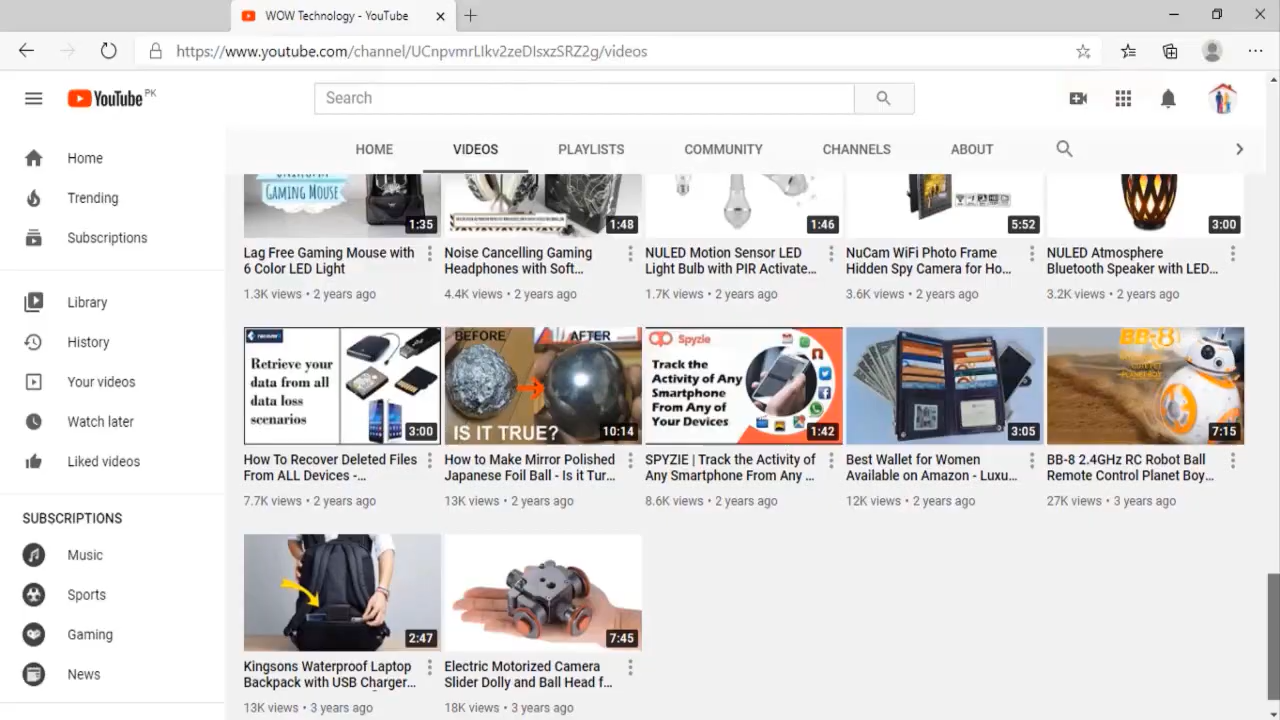 WOW Technology - YouTube
https://www.youtube.com/channel/UCnpvmrLIkv2zeDIsxzSRZ2g/videos
YouTube PK
Search
HOME
VIDEOS
PLAYLISTS
COMMUNITY
CHANNELS
ABOUT
Home
Trending
Subscriptions
Library
History
Your videos
Watch later
Liked videos
SUBSCRIPTIONS
Music
Sports
Gaming
News
GAMING MOUSE
1:35
1:48
1:46
5:52
3:00
Lag Free Gaming Mouse with
6 Color LED Light
1.3K views • 2 years ago
Noise Cancelling Gaming
Headphones with Soft...
4.4K views • 2 years ago
NULED Motion Sensor LED
Light Bulb with PIR Activate...
1.7K views • 2 years ago
NuCam WiFi Photo Frame
Hidden Spy Camera for Ho...
3.6K views • 2 years ago
NULED Atmosphere
Bluetooth Speaker with LED...
3.2K views • 2 years ago
Retrieve your
data from all
data loss
scenarios
3:00
BEFORE
AFTER
IS IT TRUE?
10:14
Spyzie
Track the
Activity of Any
Smartphone
From Any of
Your Devices
1:42
3:05
BB-8
7:15
How To Recover Deleted Files
From ALL Devices -...
7.7K views • 2 years ago
How to Make Mirror Polished
Japanese Foil Ball - Is it Tur...
13K views • 2 years ago
SPYZIE | Track the Activity of
Any Smartphone From Any ...
8.6K views • 2 years ago
Best Wallet for Women
Available on Amazon - Luxu...
12K views • 2 years ago
BB-8 2.4GHz RC Robot Ball
Remote Control Planet Boy...
27K views • 3 years ago
2:47
7:45
Kingsons Waterproof Laptop
Backpack with USB Charger...
13K views • 3 years ago
Electric Motorized Camera
Slider Dolly and Ball Head f...
18K views • 3 years ago